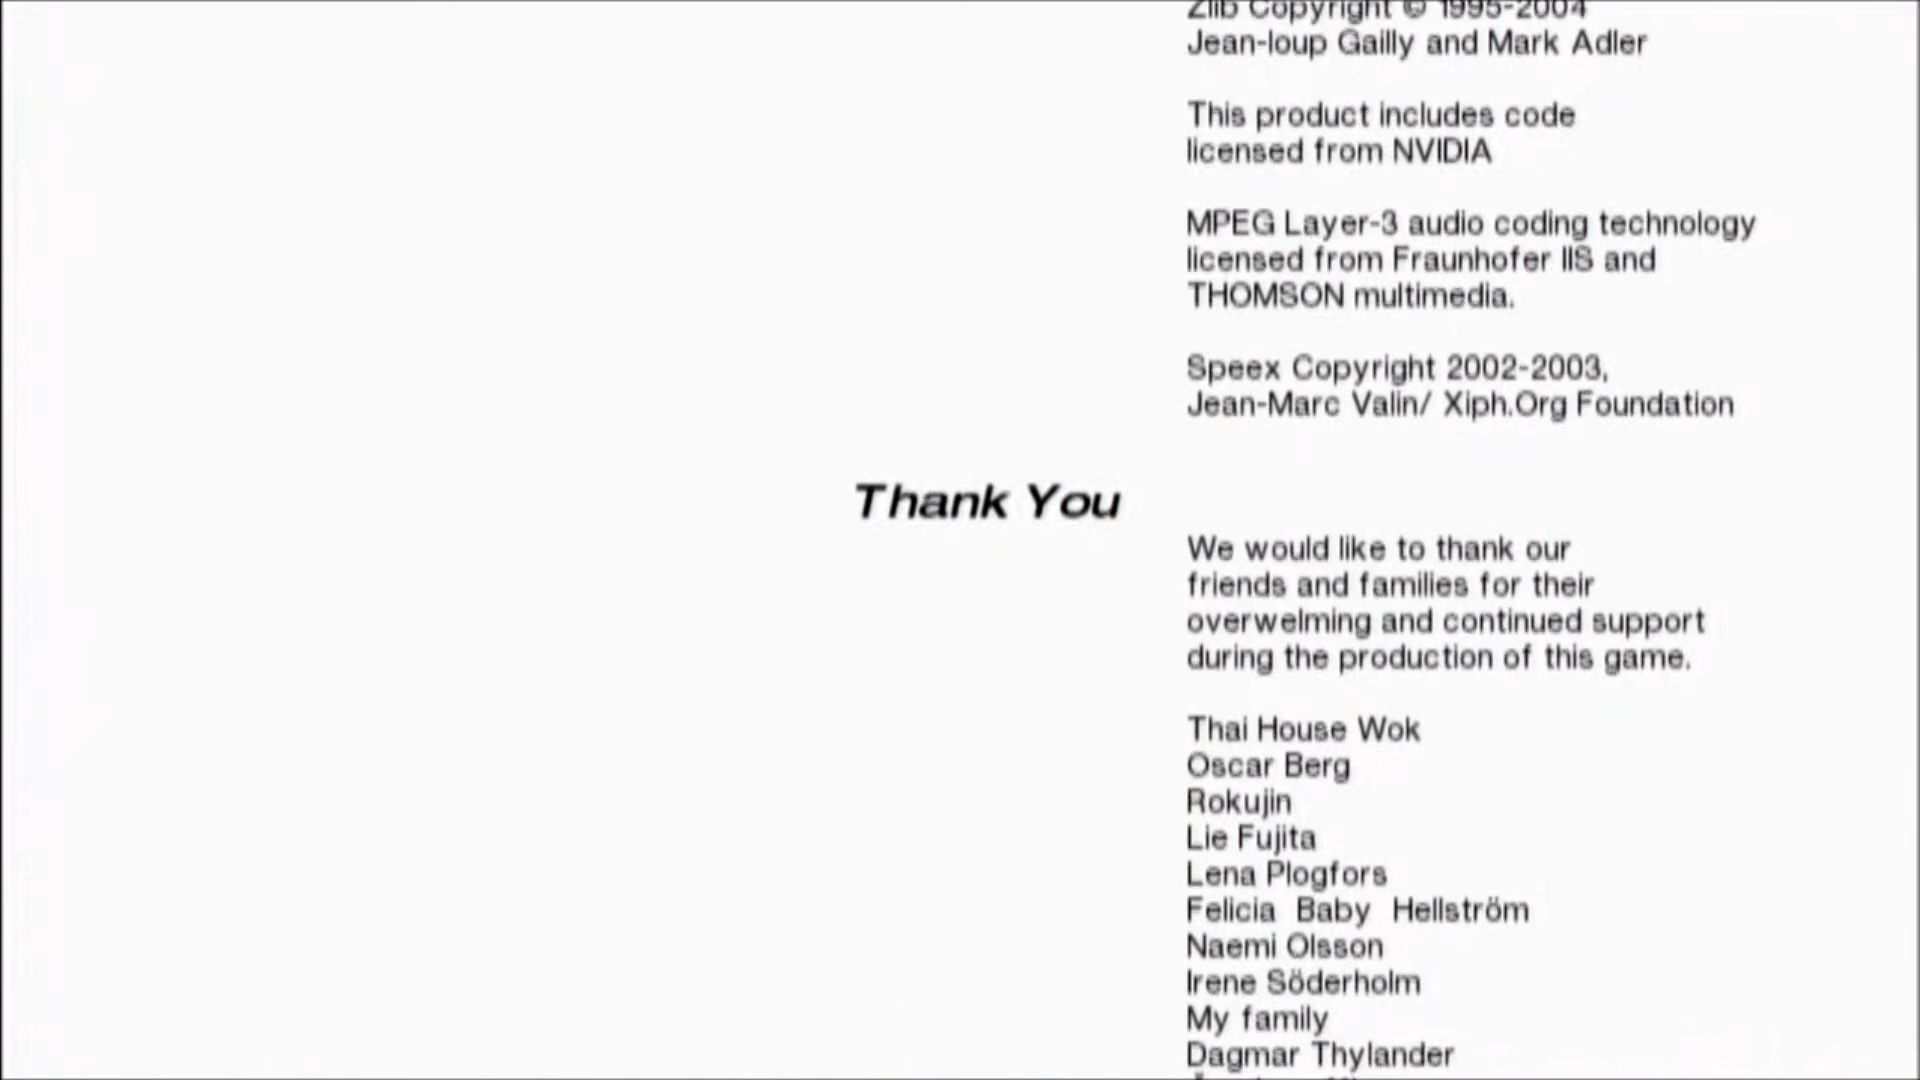 Zlib Copyright © 1995-2004
Jean-loup Gailly and Mark Adler
This product includes code
licensed from NVIDIA
MPEG Layer-3 audio coding technology
licensed from Fraunhofer IIS and
THOMSON multimedia.
Speex Copyright 2002-2003,
Jean-Marc Valin/ Xiph.Org Foundation
Thank You
We would like to thank our
friends and families for their
overwelming and continued support
during the production of this game.
Thai House Wok
Oscar Berg
Rokujin
Lie Fujita
Lena Plogfors
Felicia  Baby  Hellström
Naemi Olsson
Irene Söderholm
My family
Dagmar Thylander